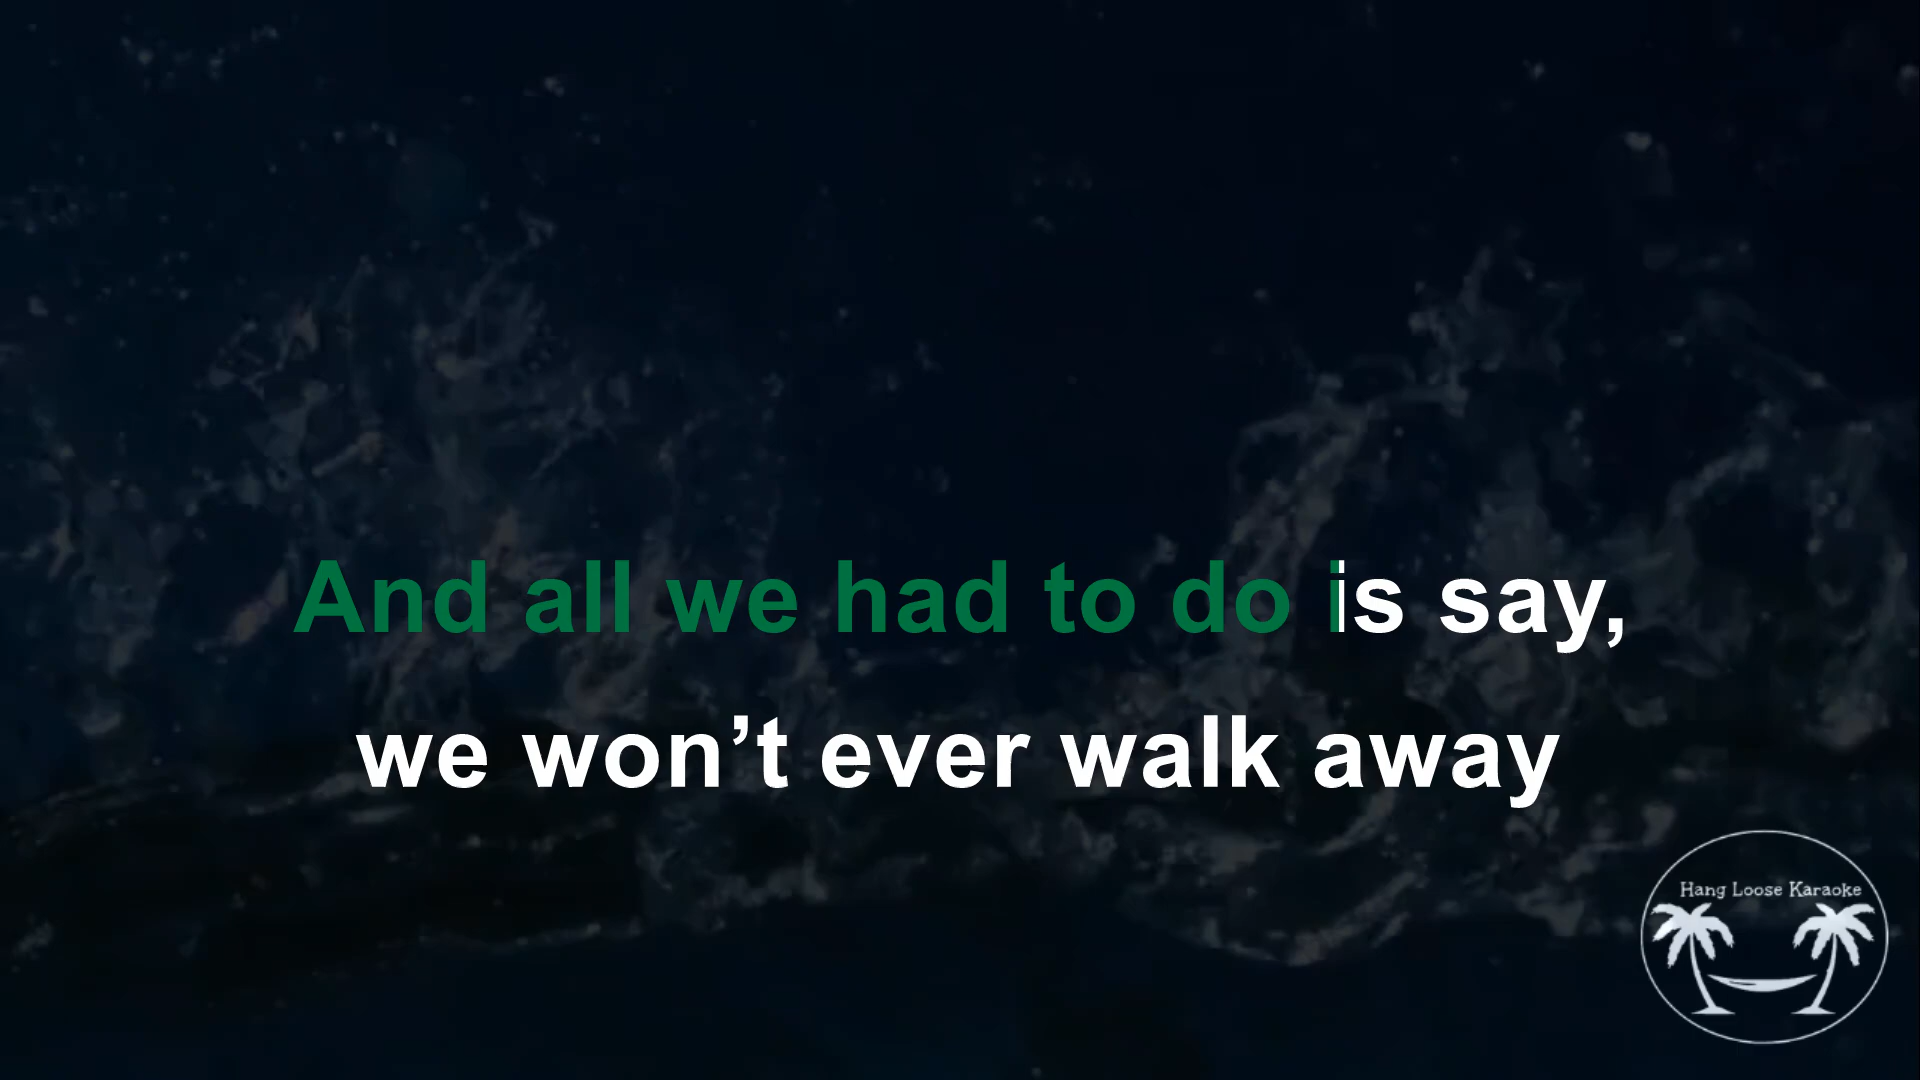 And all we had to do is say,
we won’t ever walk away
Hang Loose Karaoke